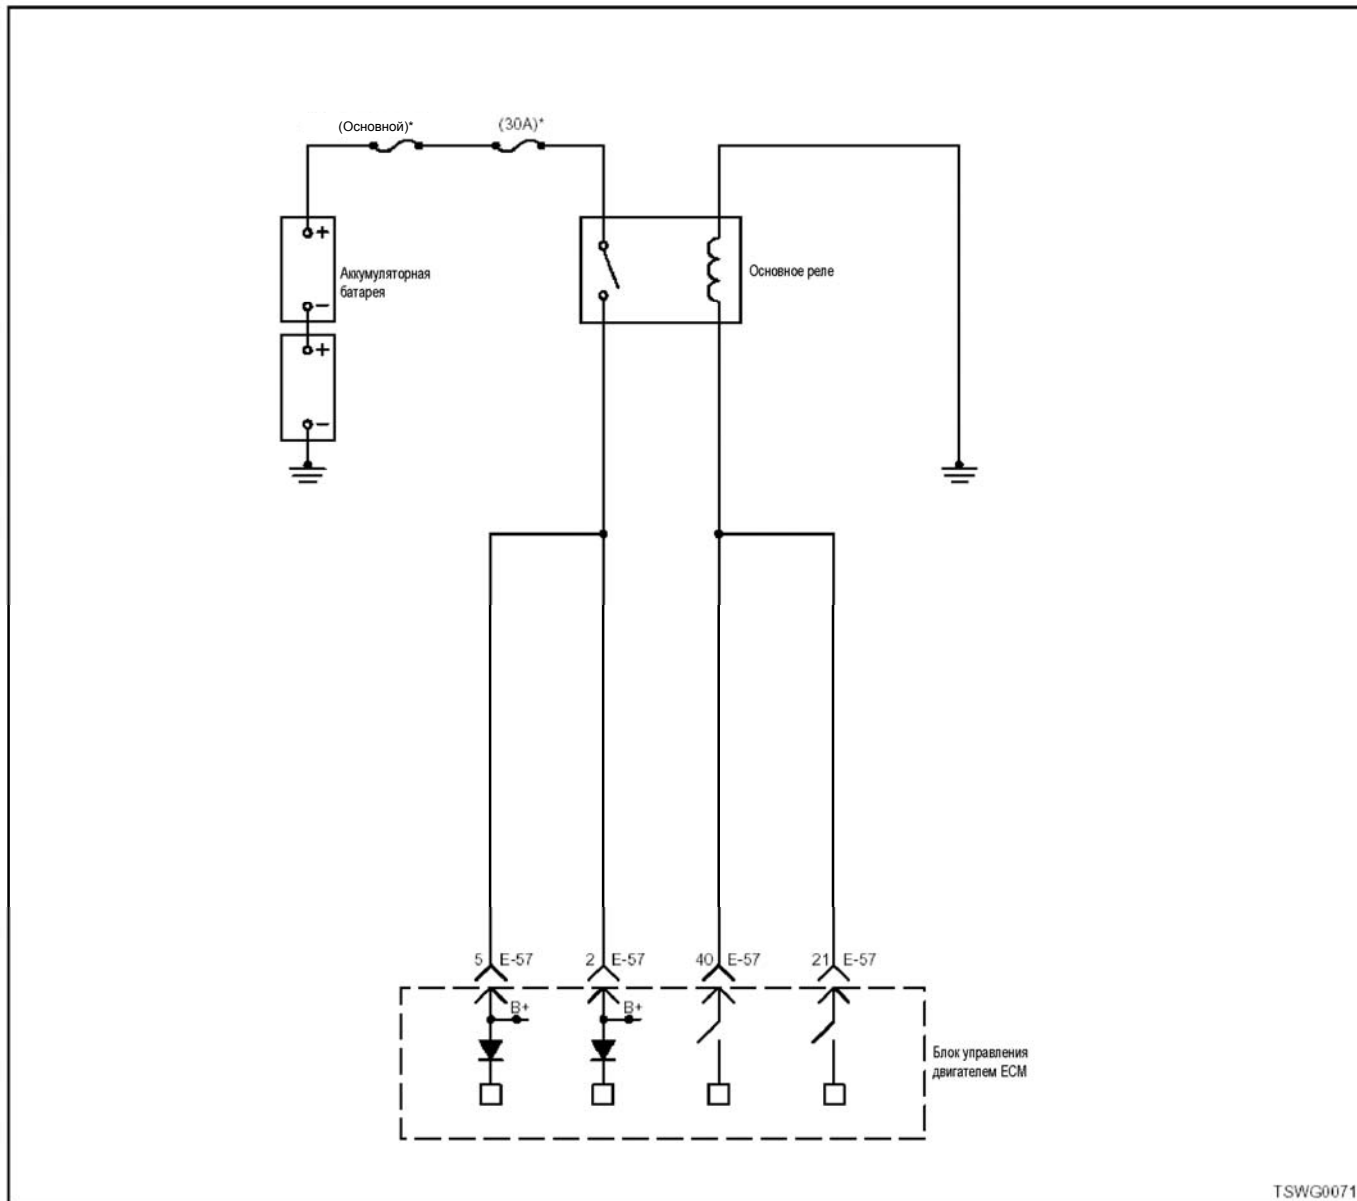 (Основной)*
(30A)*
+
Аккумуляторная
батарея
−
+
−
Основное реле
5 E-57
2 E-57
40 E-57
21 E-57
B+
B+
Блок управления
двигателем ECM
TSWG0071